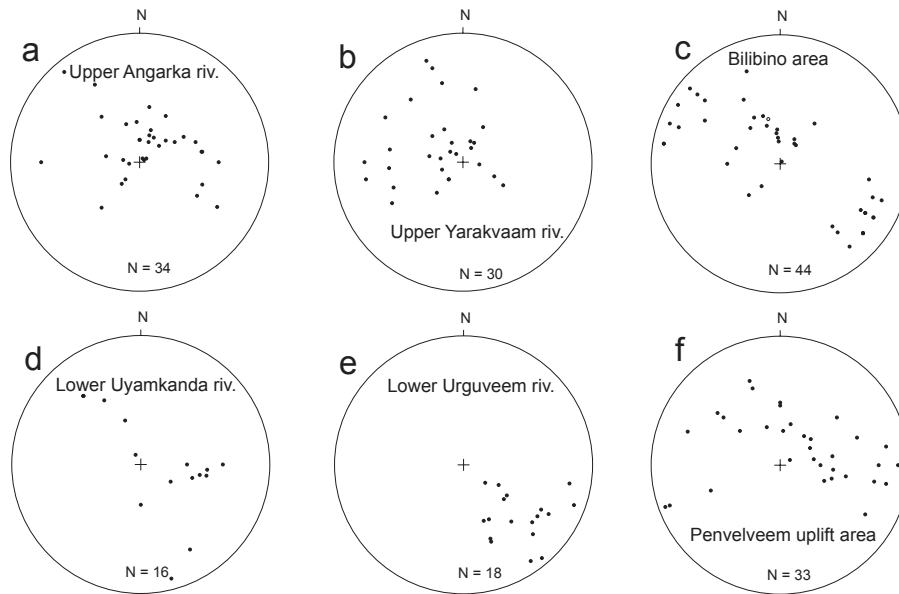 N
N
N
a
b
c
Upper Angarka riv.
Bilibino area
Upper Yarakvaam riv.
N = 34
N = 30
N = 44
N
N
N
d
e
f
Lower Uyamkanda riv.
Lower Urguveem riv.
Penvelveem uplift area
N = 16
N = 18
N = 33